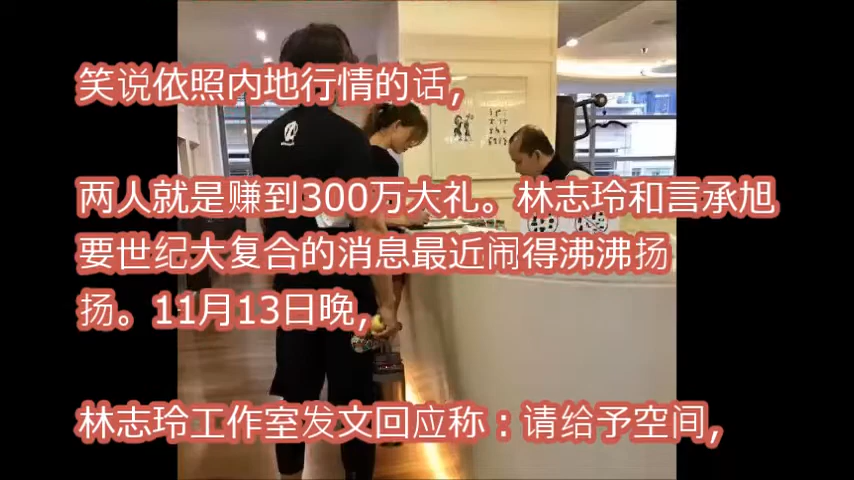 笑说依照内地行情的话,
两人就是赚到300万大礼。林志玲和言承旭
要世纪大复合的消息最近闹得沸沸扬
扬。11月13日晚,
林志玲工作室发文回应称：请给予空间,